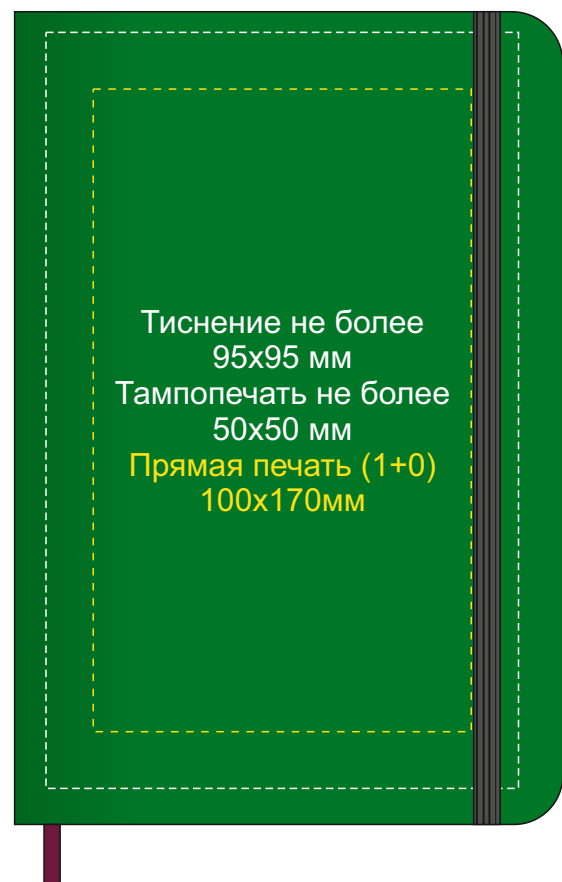 Тиснение не более
95х95 мм
Тампопечать не более
50х50 мм
Прямая печать (1+0)
100х170мм